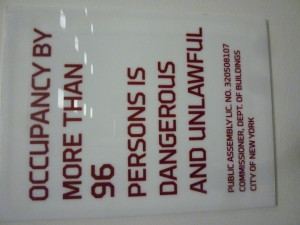 OCCUPANCY BY
MORE THAN
96
PERSONS IS
DANGEROUS
AND UNLAWFUL
PUBLIC ASSEMBLY LIC. NO. 320508107
COMMISSIONER, DEPT. OF BUILDINGS
CITY OF NEW YORK